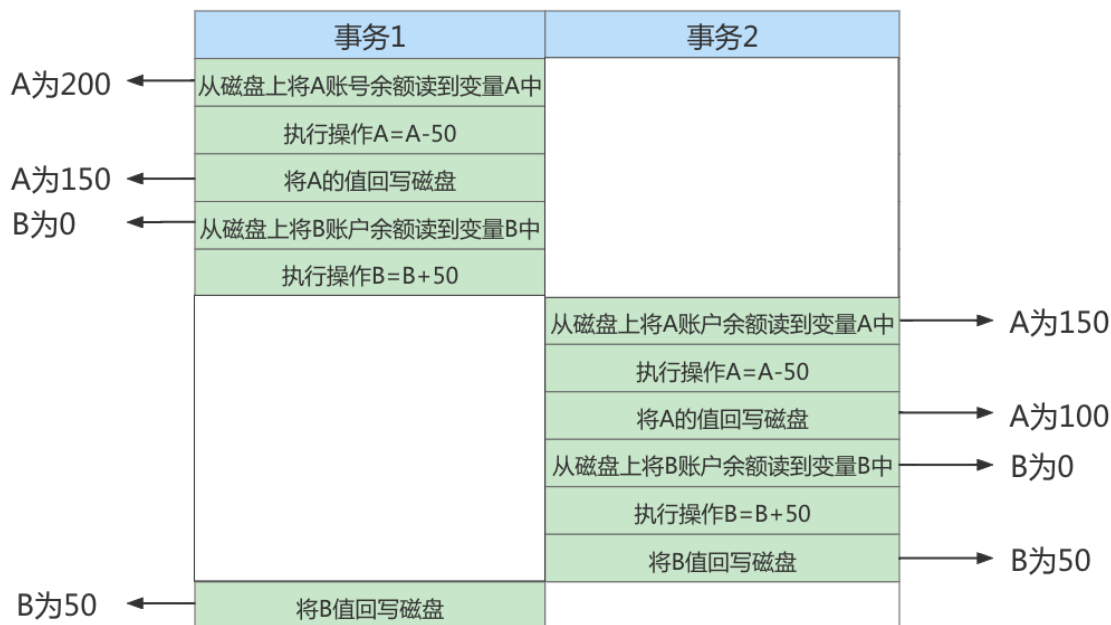 事务1 事务2
A为200 从磁盘上将A账号余额读到变量A中
执行操作A=A-50
A为150 将A的值回写磁盘
B为0 从磁盘上将B账户余额读到变量B中
执行操作B=B+50
从磁盘上将A账户余额读到变量A中 A为150
执行操作A=A-50
将A的值回写磁盘 A为100
从磁盘上将B账户余额读到变量B中 B为0
执行操作B=B+50
将B值回写磁盘 B为50
B为50 将B值回写磁盘